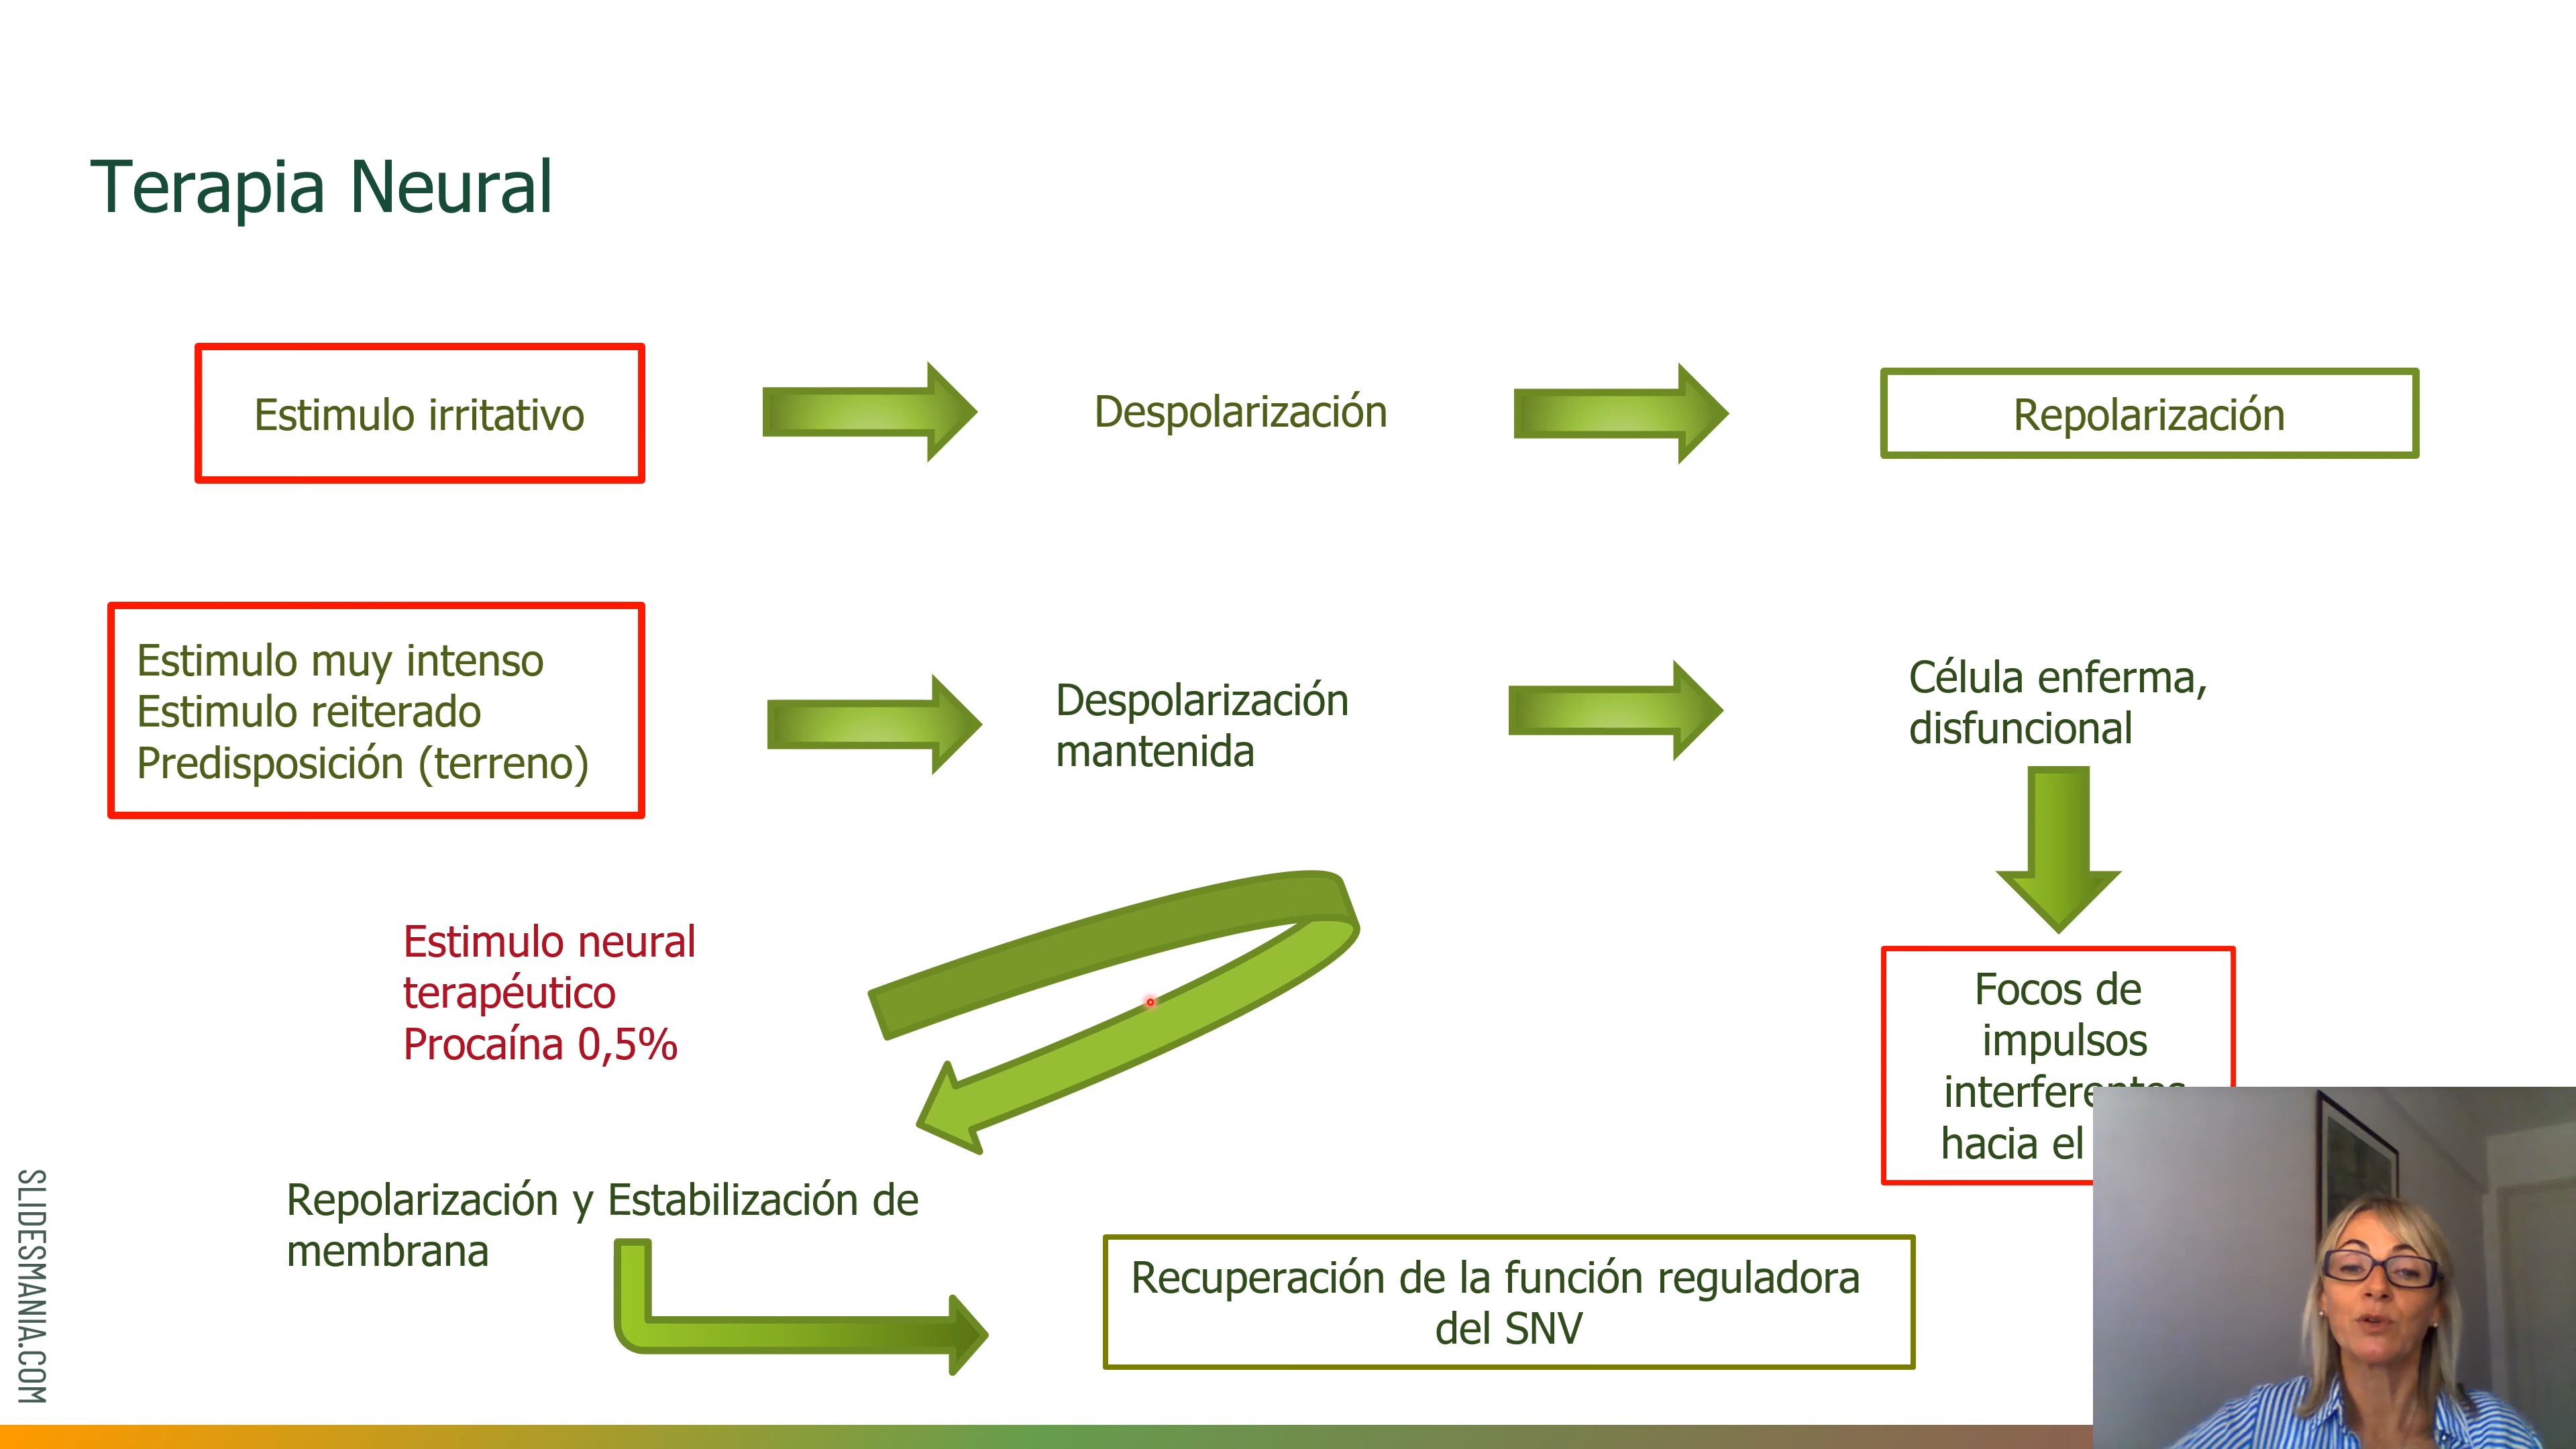 Terapia Neural
Estimulo irritativo
Despolarización
Repolarización
Estimulo muy intenso
Estimulo reiterado
Predisposición (terreno)
Despolarización
mantenida
Célula enferma,
disfuncional
Estimulo neural
terapéutico
Procaína 0,5%
Focos de
impulsos
interferentes
hacia el
Repolarización y Estabilización de
membrana
Recuperación de la función reguladora
del SNV
SLIDESMANIA.COM